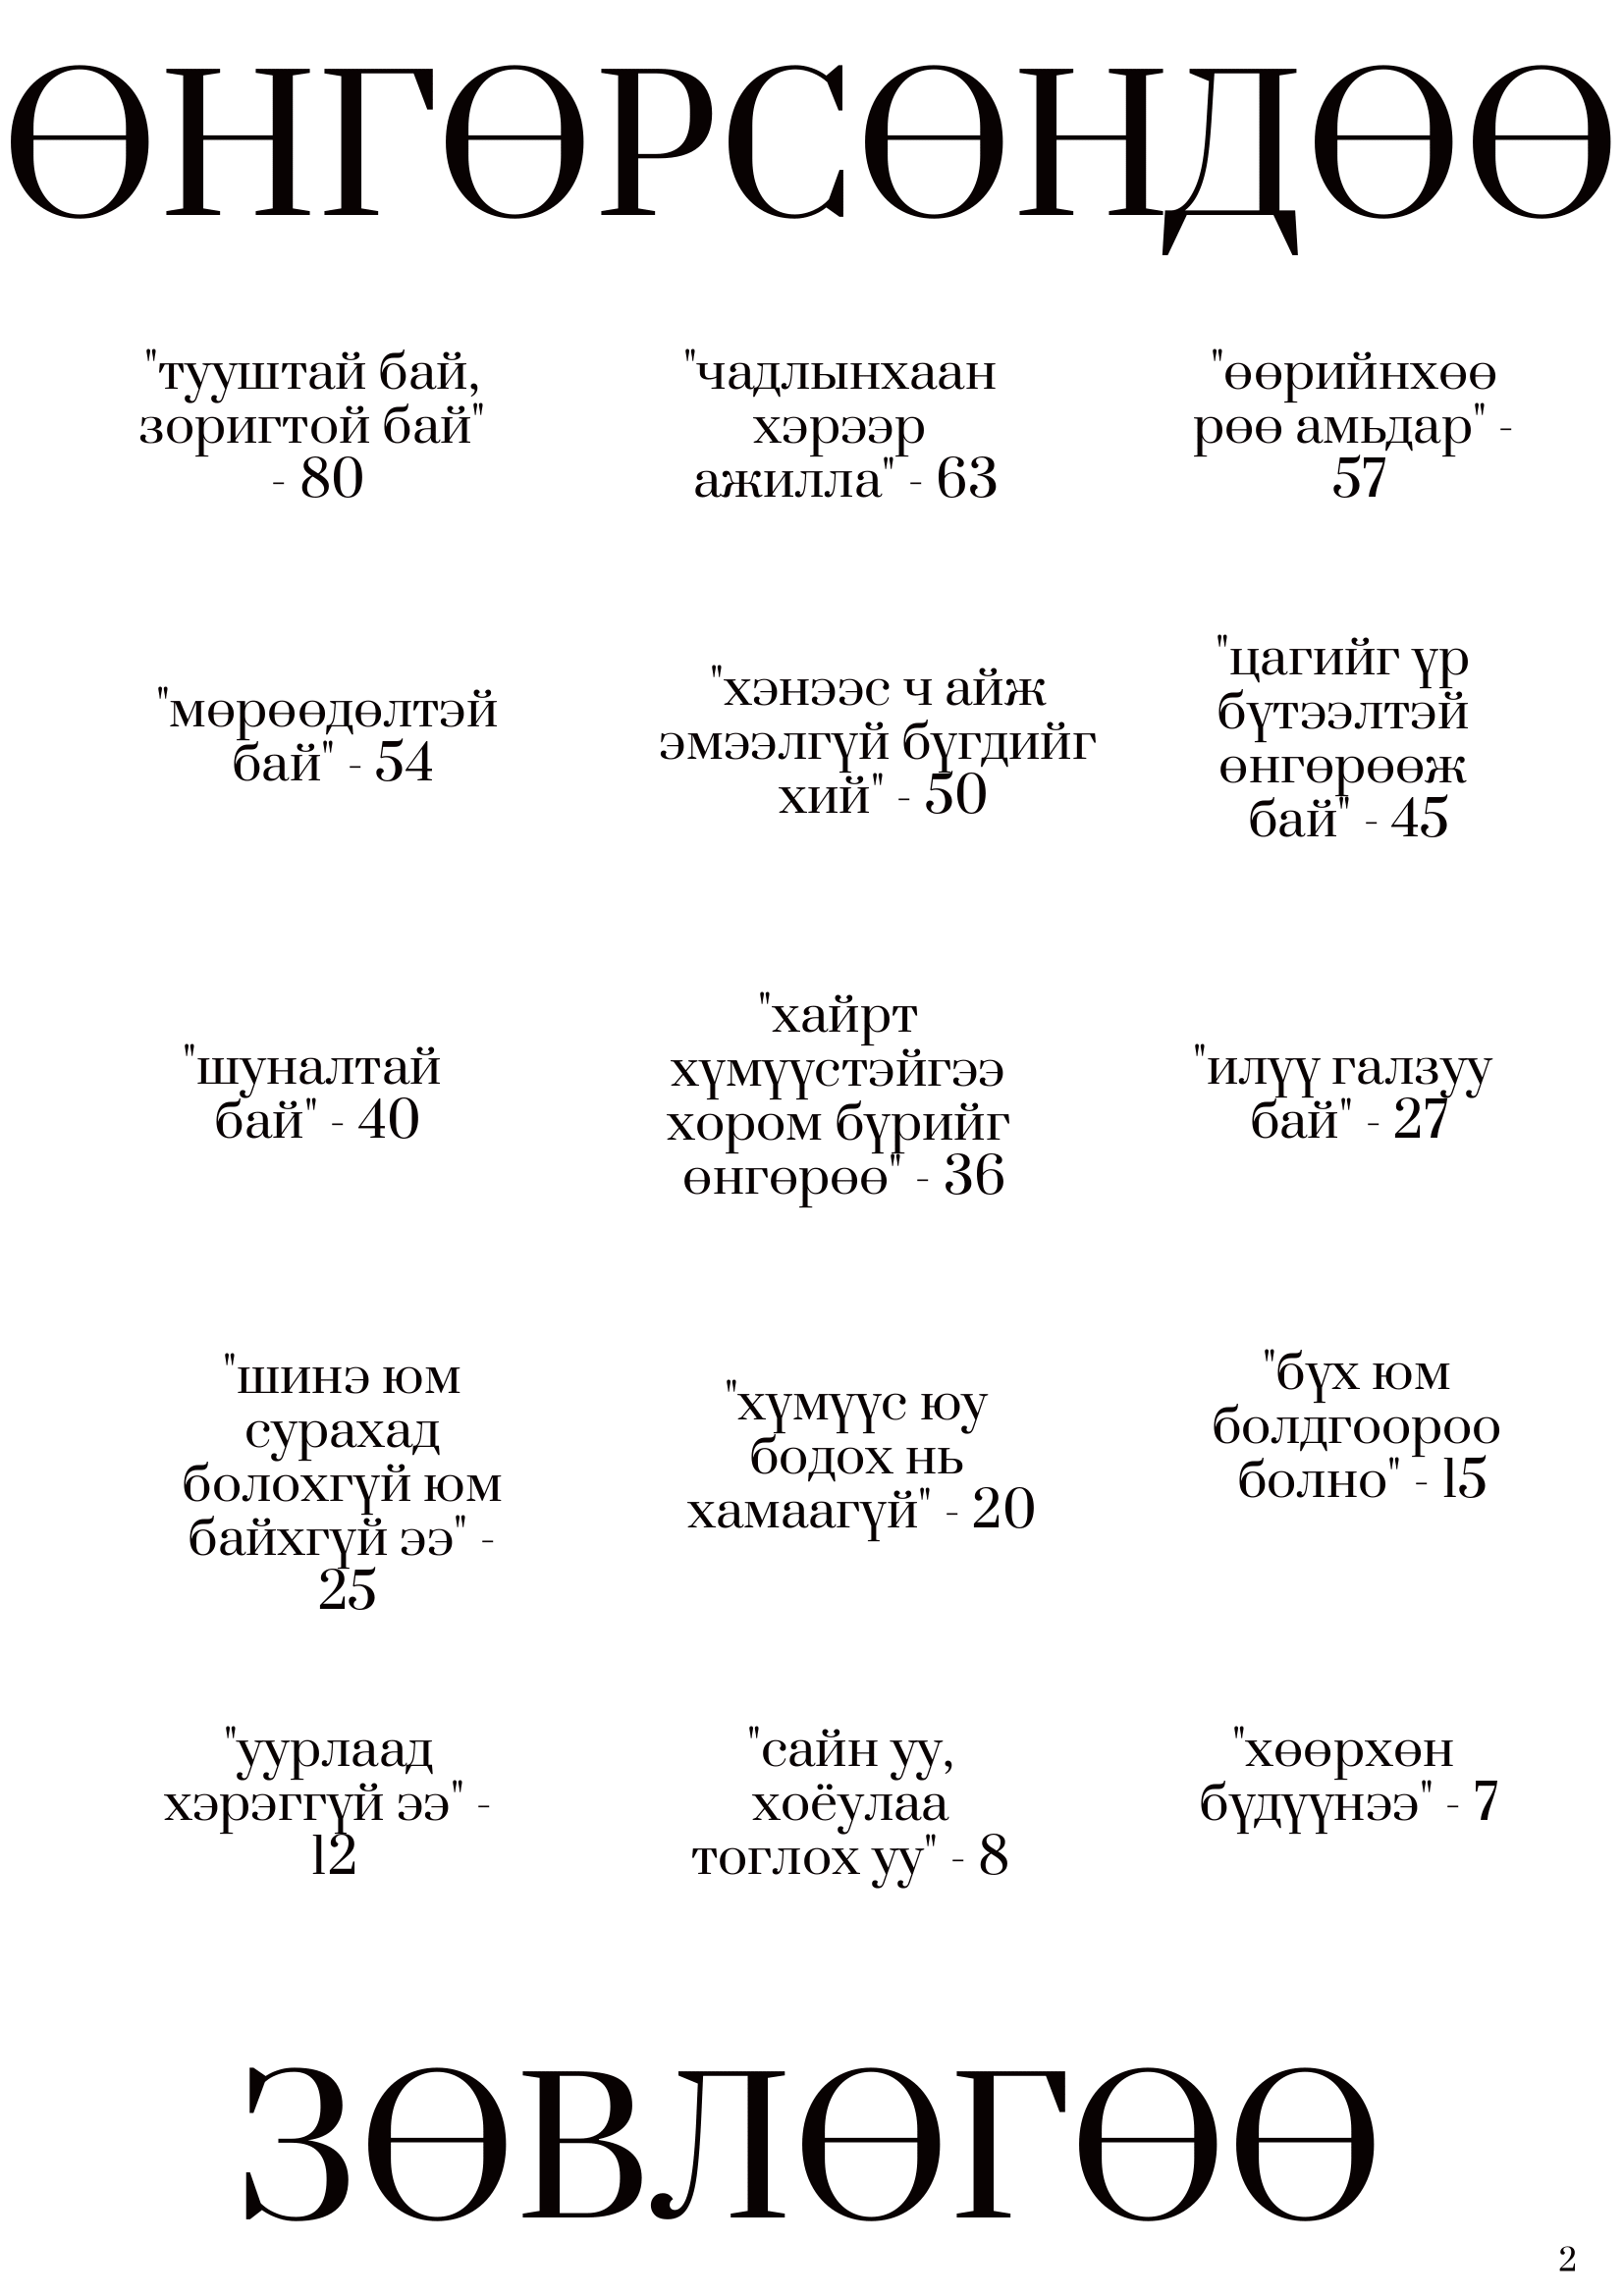 ӨНГӨРСӨНДӨӨ
"тууштай бай,
зоригтой бай"
- 80
"чадлынхаан
хэрээр
ажилла" - 63
"өөрийнхөө
рөө амьдар" -
57
"мөрөөдөлтэй
бай" - 54
"хэнээс ч айж
эмээлгүй бүгдийг
хий" - 50
"цагийг үр
бүтээлтэй
өнгөрөөж
бай" - 45
"шуналтай
бай" - 40
"хайрт
хүмүүстэйгээ
хором бүрийг
өнгөрөө" - 36
"илүү галзуу
бай" - 27
"шинэ юм
сурахад
болохгүй юм
байхгүй ээ" -
25
"хүмүүс юу
бодох нь
хамаагүй" - 20
"бүх юм
болдгоороо
болно" - 15
"уурлаад
хэрэггүй ээ" -
12
"сайн уу,
хоёулаа
тоглох уу" - 8
"хөөрхөн
бүдүүнээ" - 7
ЗӨВЛӨГӨӨ
2